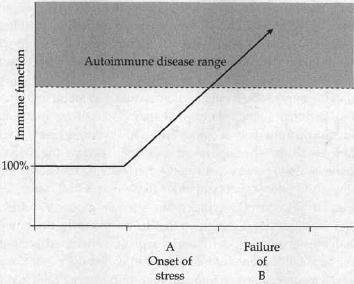 Autoimmune disease range
Immune function
100%
A
Onset of
stress
Failure
of
B